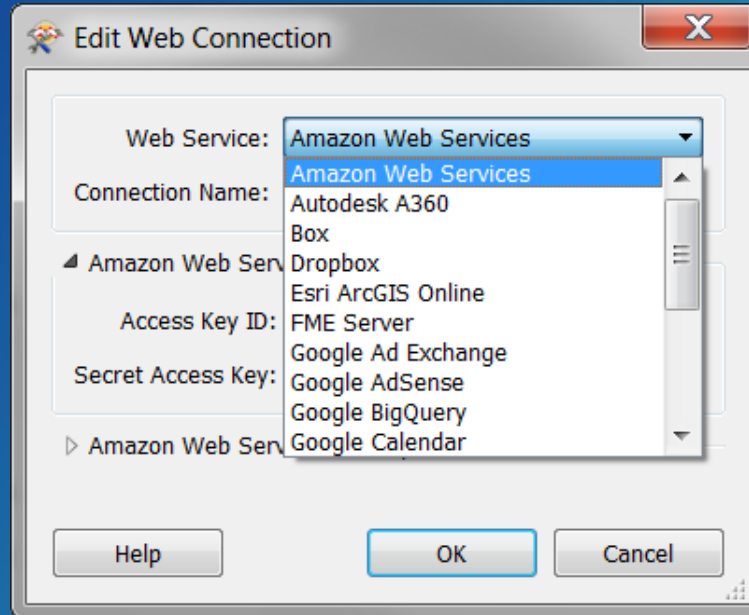 Edit Web Connection
Web Service: Amazon Web Services
Amazon Web Services
Connection Name:
Autodesk A360
Box
Dropbox
Amazon Web Serv
Esri ArcGIS Online
Access Key ID:
FME Server
Google Ad Exchange
Secret Access Key:
Google AdSense
Google BigQuery
Amazon Web Serv
Google Calendar
Help
OK
Cancel